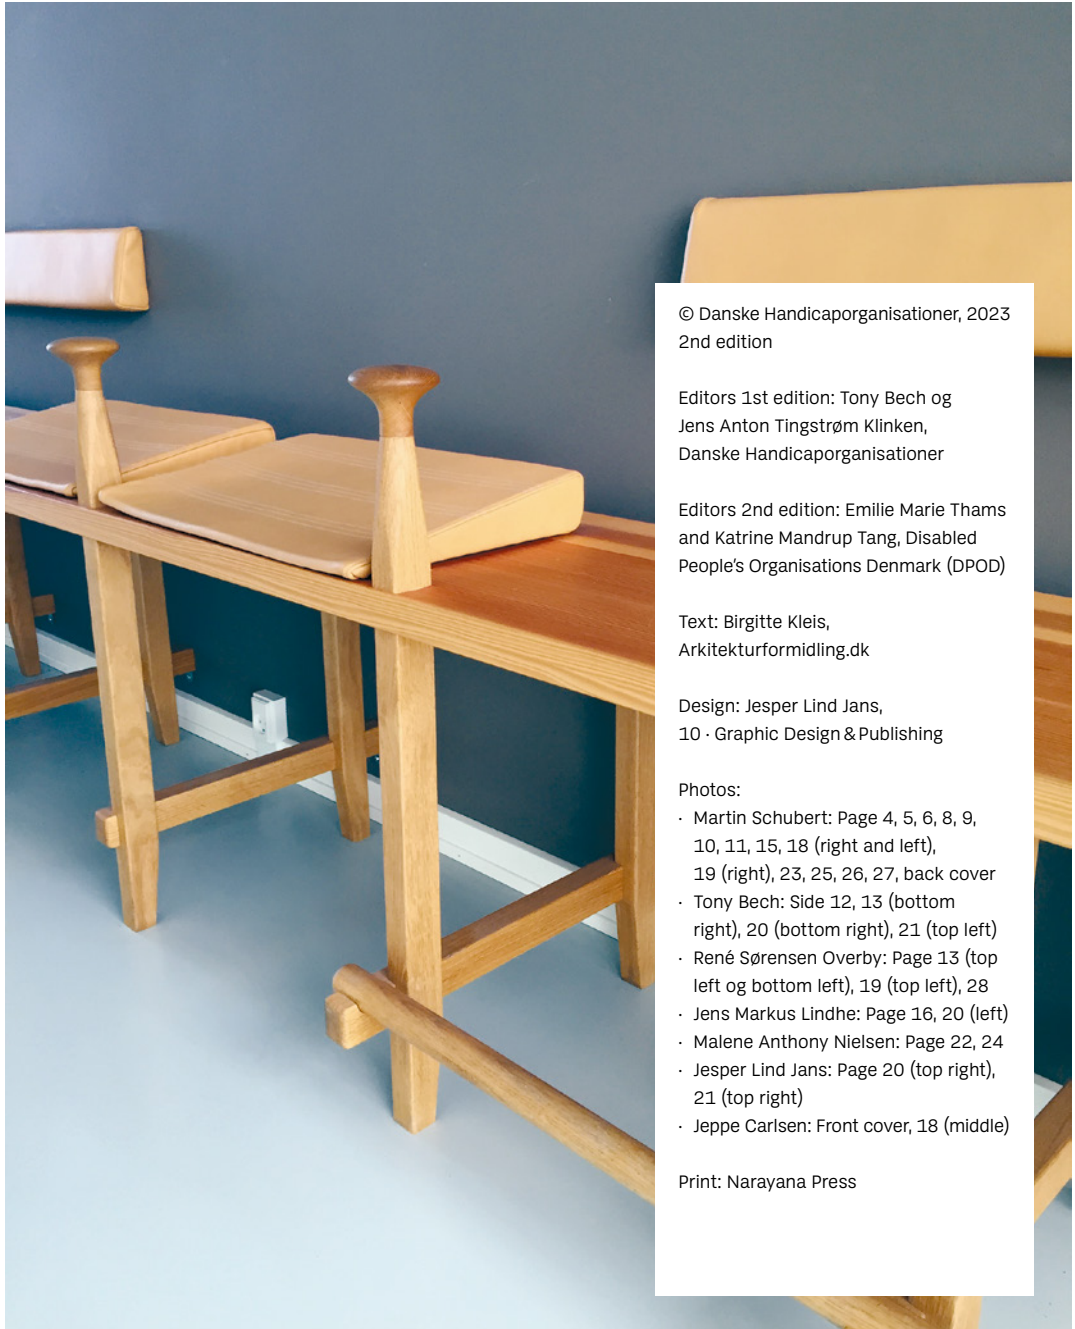 © Danske Handicaporganisationer, 2023
2nd edition
Editors 1st edition: Tony Bech og
Jens Anton Tingstrøm Klinken,
Danske Handicaporganisationer
Editors 2nd edition: Emilie Marie Thams
and Katrine Mandrup Tang, Disabled
People’s Organisations Denmark (DPOD)
Text: Birgitte Kleis,
Arkitekturformidling.dk
Design: Jesper Lind Jans,
10 · Graphic Design & Publishing
Photos:
· Martin Schubert: Page 4, 5, 6, 8, 9,
10, 11, 15, 18 (right and left),
19 (right), 23, 25, 26, 27, back cover
· Tony Bech: Side 12, 13 (bottom
right), 20 (bottom right), 21 (top left)
· René Sørensen Overby: Page 13 (top
left og bottom left), 19 (top left), 28
· Jens Markus Lindhe: Page 16, 20 (left)
· Malene Anthony Nielsen: Page 22, 24
· Jesper Lind Jans: Page 20 (top right),
21 (top right)
· Jeppe Carlsen: Front cover, 18 (middle)
Print: Narayana Press